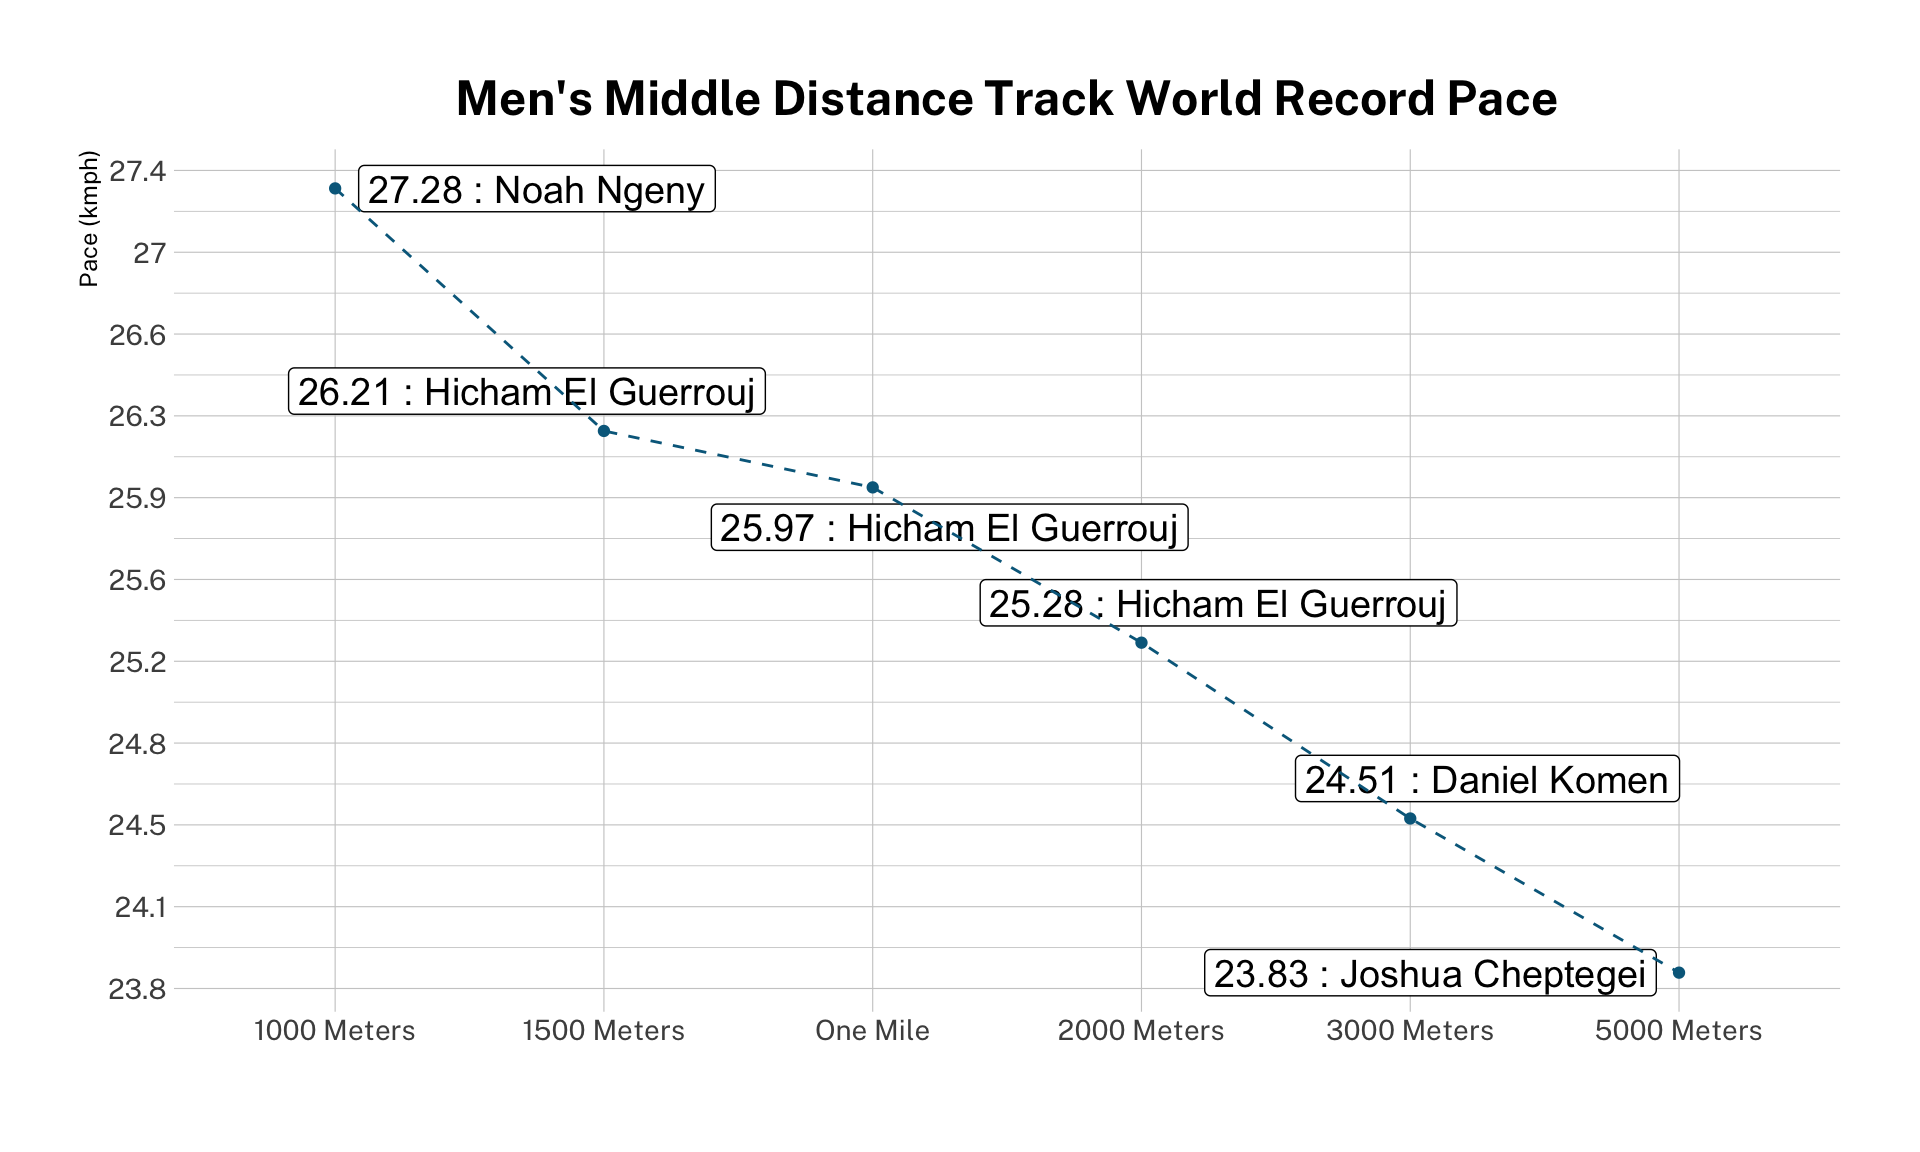 Men's Middle Distance Track World Record Pace
Pace (kmph)
27.4
27
26.6
26.3
25.9
25.6
25.2
24.8
24.5
24.1
23.8
27.28 : Noah Ngeny
26.21 : Hicham El Guerrouj
25.97 : Hicham El Guerrouj
25.28 : Hicham El Guerrouj
24.51 : Daniel Komen
23.83 : Joshua Cheptegei
1000 Meters
1500 Meters
One Mile
2000 Meters
3000 Meters
5000 Meters